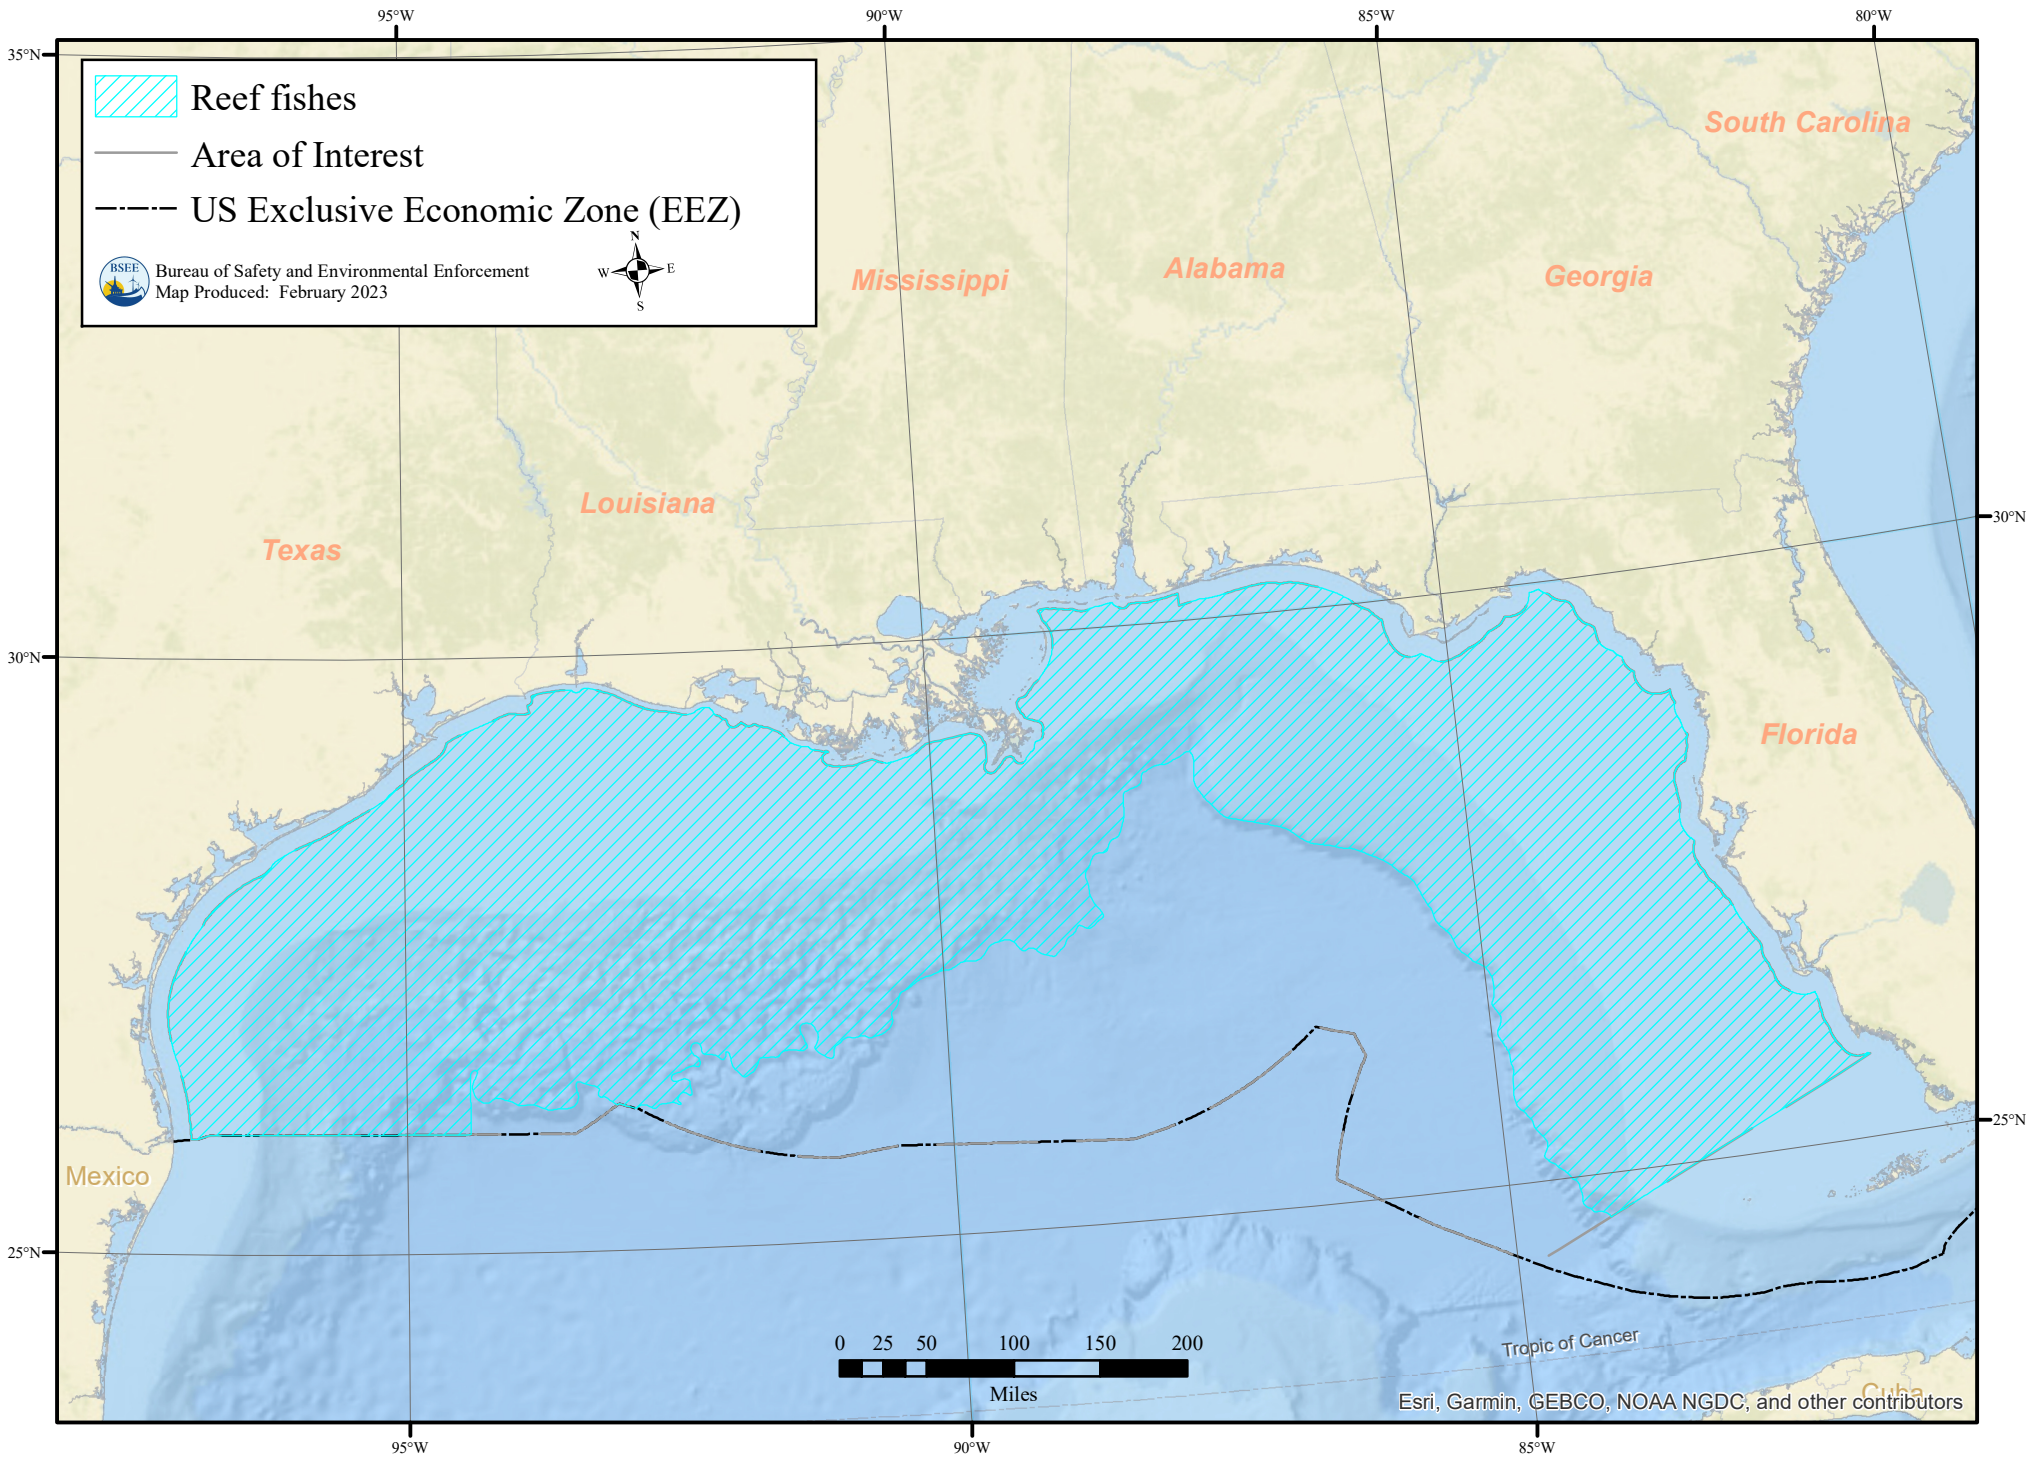 95°W 90°W 85°W 80°W
35°N
Reef fishes
Area of Interest
US Exclusive Economic Zone (EEZ)
N
W E
S
BSEE
Bureau of Safety and Environmental Enforcement
Map Produced: February 2023
South Carolina
Mississippi
Alabama
Georgia
Louisiana
Texas
30°N
30°N
Florida
25°N
Mexico
25°N
0 25 50 100 150 200
Miles
Tropic of Cancer
Cuba
Esri, Garmin, GEBCO, NOAA NGDC, and other contributors
95°W 90°W 85°W